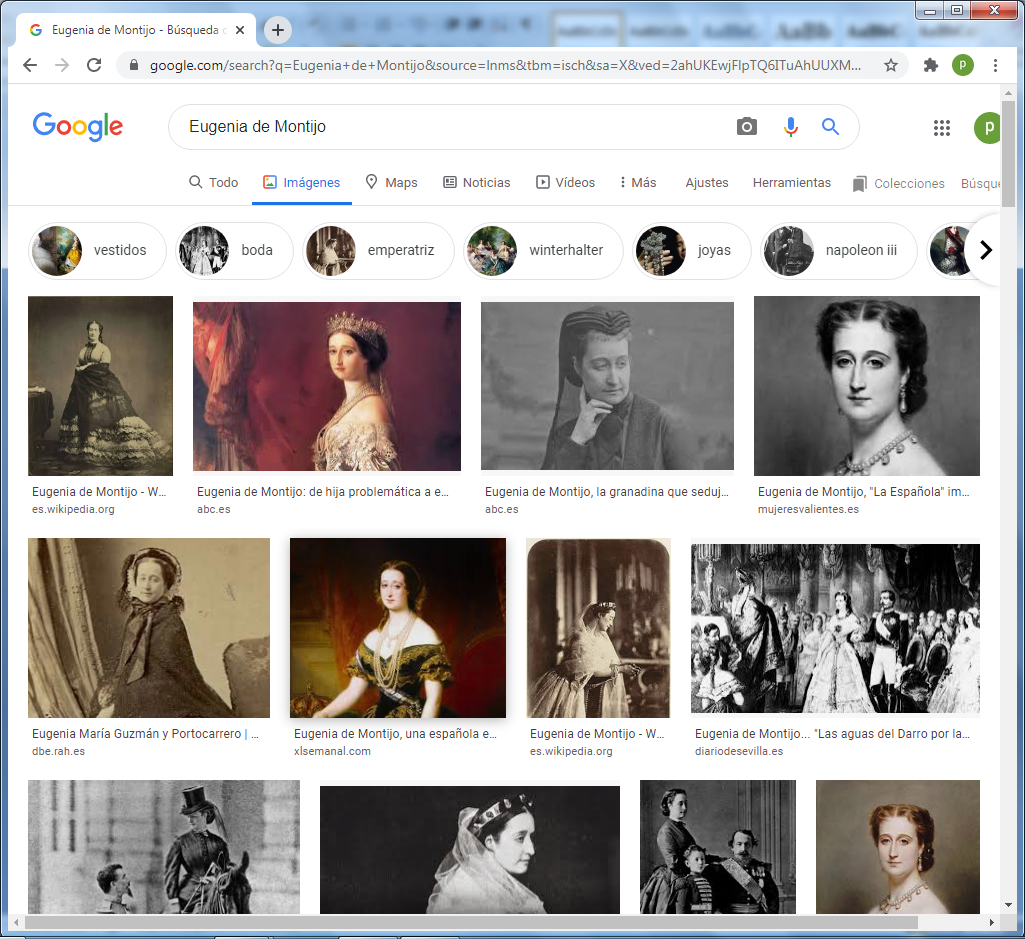 Eugenia de Montijo - Búsqueda d
google.com/search?q=Eugenia+de+Montijo&source=lnms&tbm=isch&sa=X&ved=2ahUKEwjFlpTQ6ITuAhUUXM...
P
Google
Eugenia de Montijo
p
Todo
Imágenes
Maps
Noticias
Vídeos
Más
Ajustes
Herramientas
Colecciones
Búsque
vestidos
boda
emperatriz
winterhalter
joyas
napoleon iii
Eugenia de Montijo - W...
es.wikipedia.org
Eugenia de Montijo: de hija problemática a e...
abc.es
Eugenia de Montijo, la granadina que seduj...
abc.es
Eugenia de Montijo, "La Española" im...
mujeresvalientes.es
Eugenia María Guzmán y Portocarrero | ...
dbe.rah.es
Eugenia de Montijo, una española e...
xlsemanal.com
Eugenia de Montijo - W...
es.wikipedia.org
Eugenia de Montijo... "Las aguas del Darro por la...
diariodesevilla.es